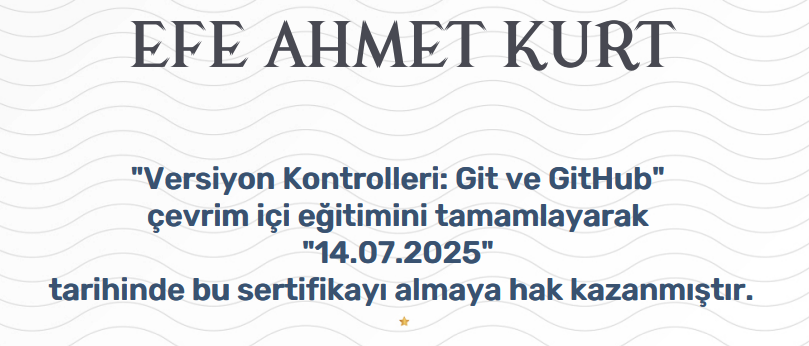 EFE AHMET KURT
"Versiyon Kontrolleri: Git ve GitHub"
çevrim içi eğitimini tamamlayarak
"14.07.2025"
tarihinde bu sertifikayı almaya hak kazanmıştır.